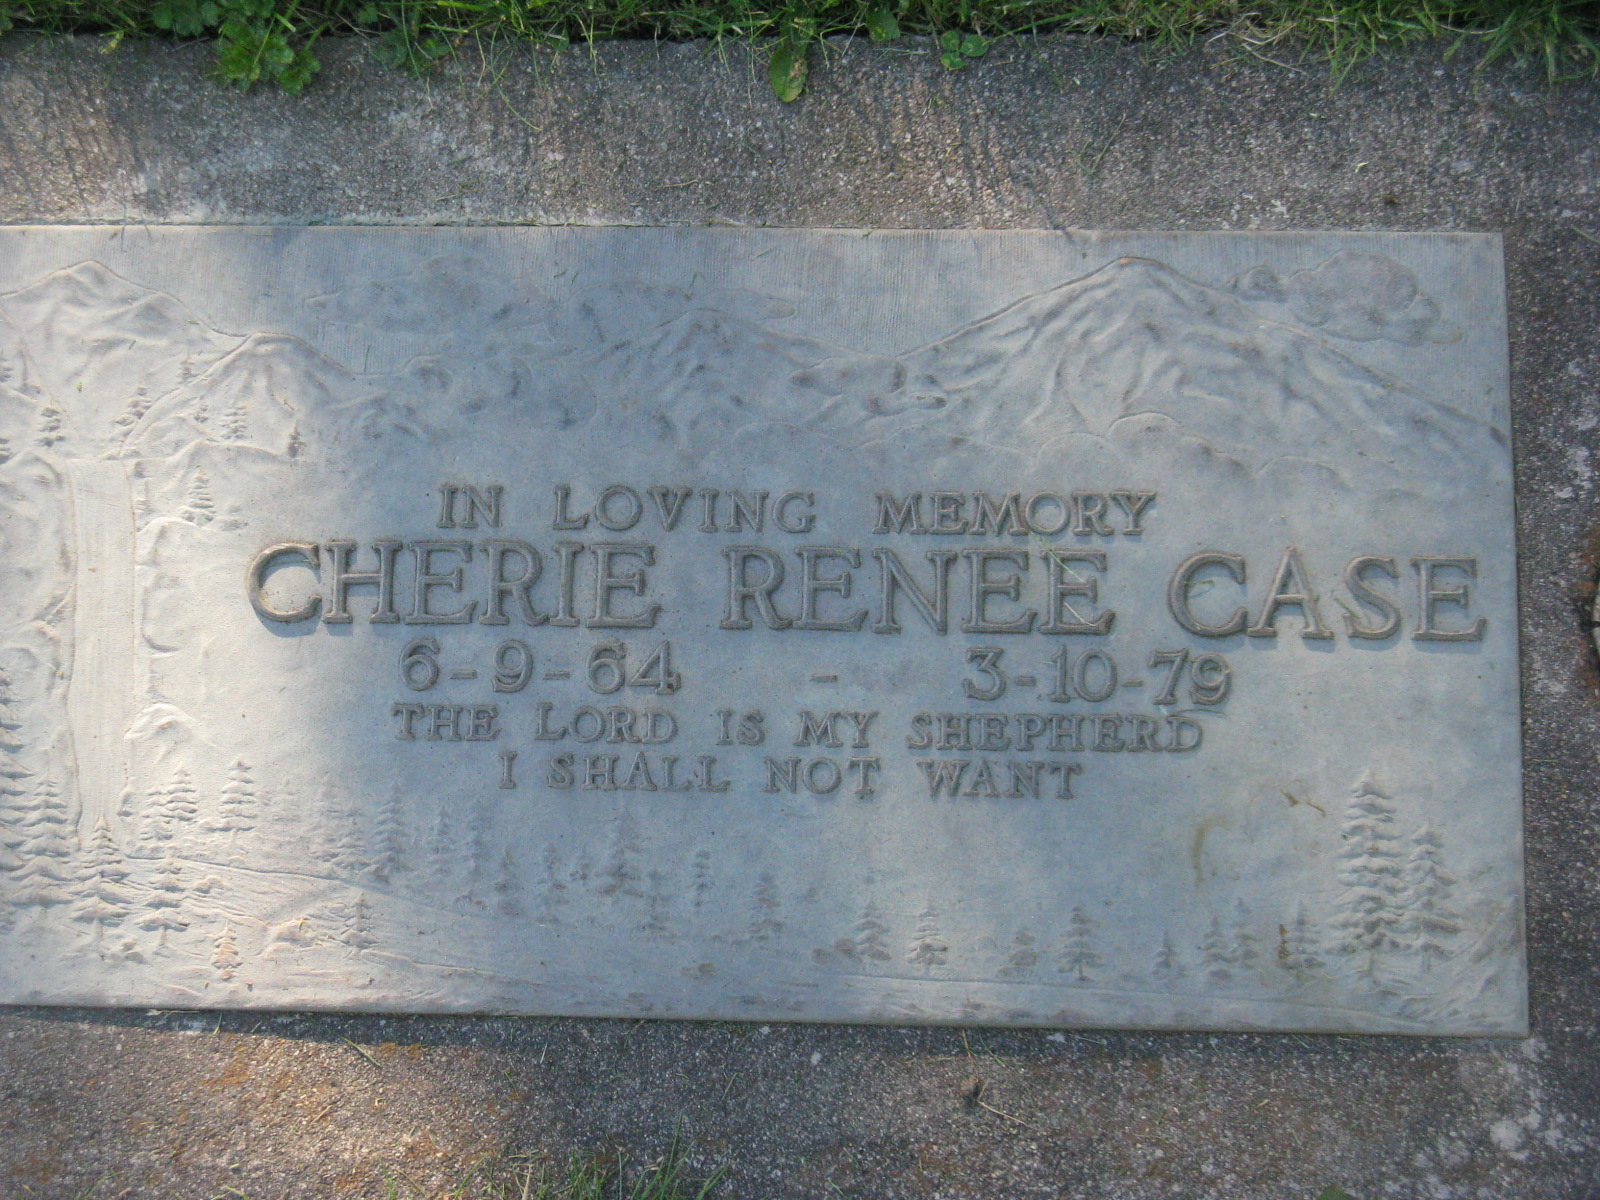 IN LOVING MEMORY
CHERIE RENEE CASE
6-9-64 - 3-10-79
THE LORD IS MY SHEPHERD
I SHALL NOT WANT